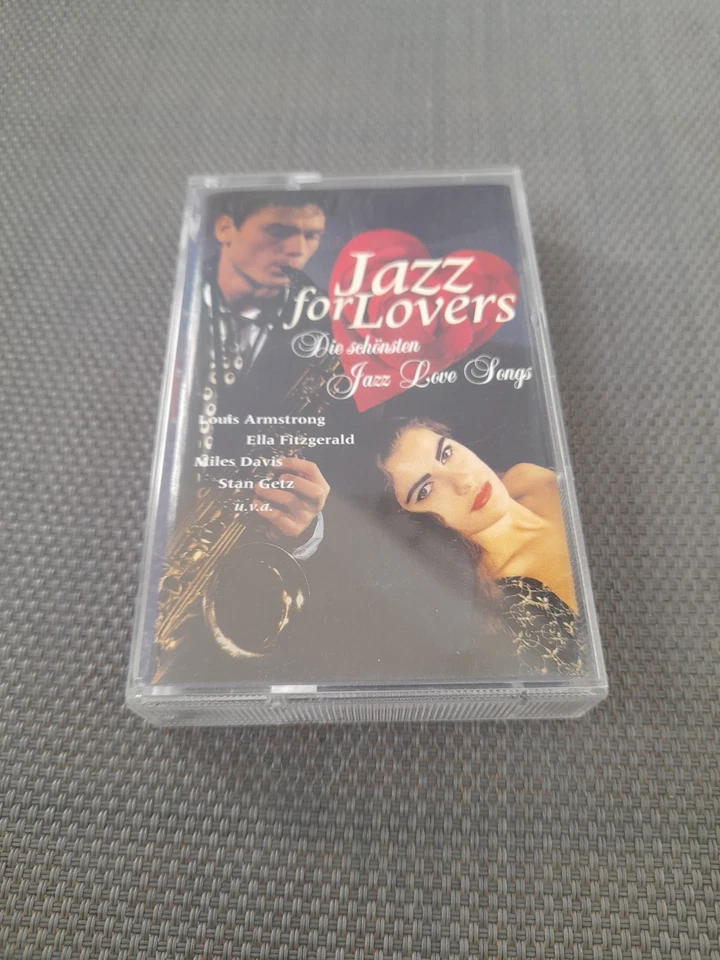 Jazz
for Lovers
Die schönsten
Jazz Love Songs
Louis Armstrong
Ella Fitzgerald
Miles Davis
Stan Getz
u.v.a.